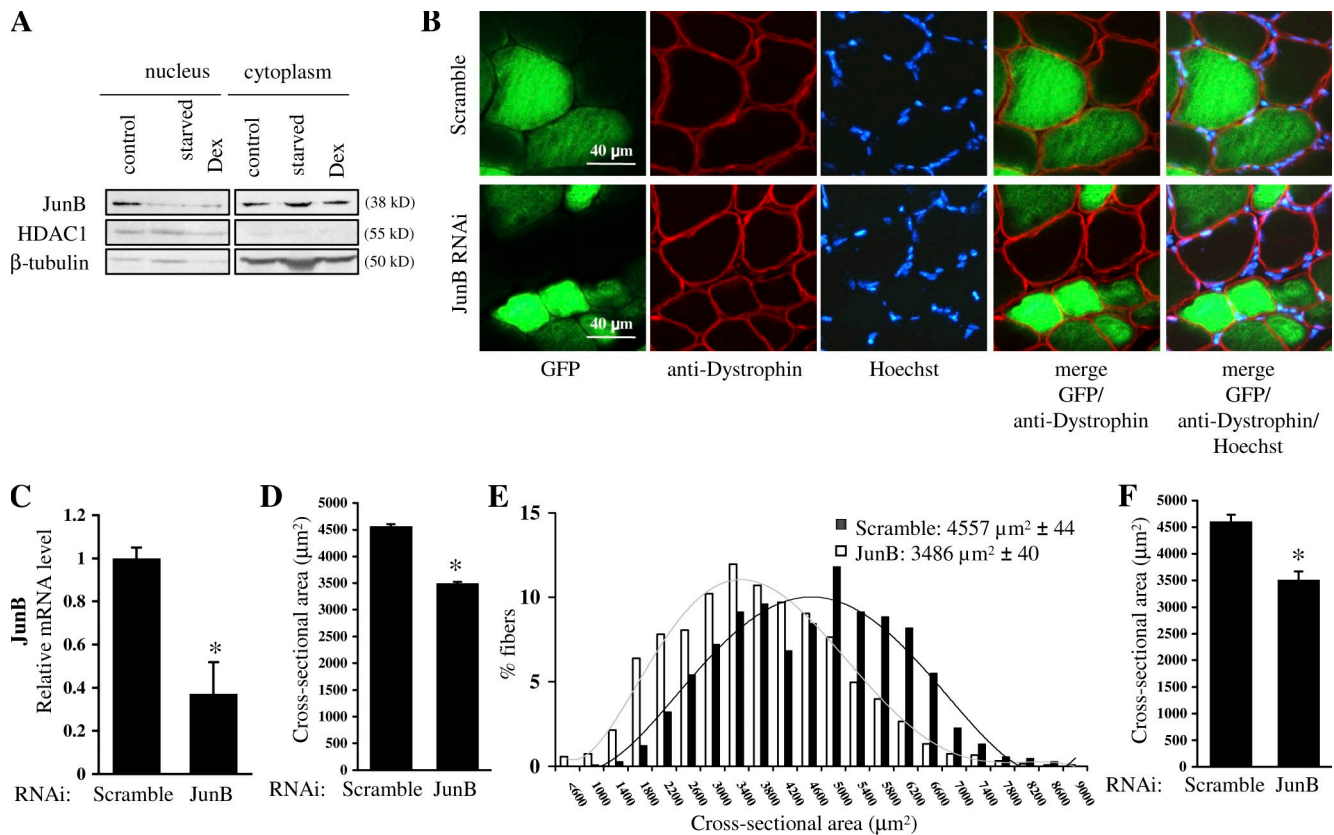 A
nucleus cytoplasm
control starved Dex control starved Dex
JunB (38 kD)
HDAC1 (55 kD)
β-tubulin (50 kD)
B
Scramble
40 μm
JunB RNAi
40 μm
GFP anti-Dystrophin Hoechst merge GFP/ anti-Dystrophin merge GFP/ anti-Dystrophin/ Hoechst
C
JunB
Relative mRNA level
1.2
1
0.8
0.6
0.4
0.2
0
RNAi: Scramble JunB
*
D
Cross-sectional area (μm²)
5000
4500
4000
3500
3000
2500
2000
1500
1000
500
0
*
RNAi: Scramble JunB
E
% fibers
15
10
5
0
Scramble: 4557 μm² ± 44
JunB: 3486 μm² ± 40
<600 1000 1400 1800 2200 2600 3000 3400 3800 4200 4600 5000 5400 5800 6200 6600 7000 7400 7800 8600 9000
Cross-sectional area (μm²)
F
Cross-sectional area (μm²)
5000
4500
4000
3500
3000
2500
2000
1500
1000
500
0
*
RNAi: Scramble JunB